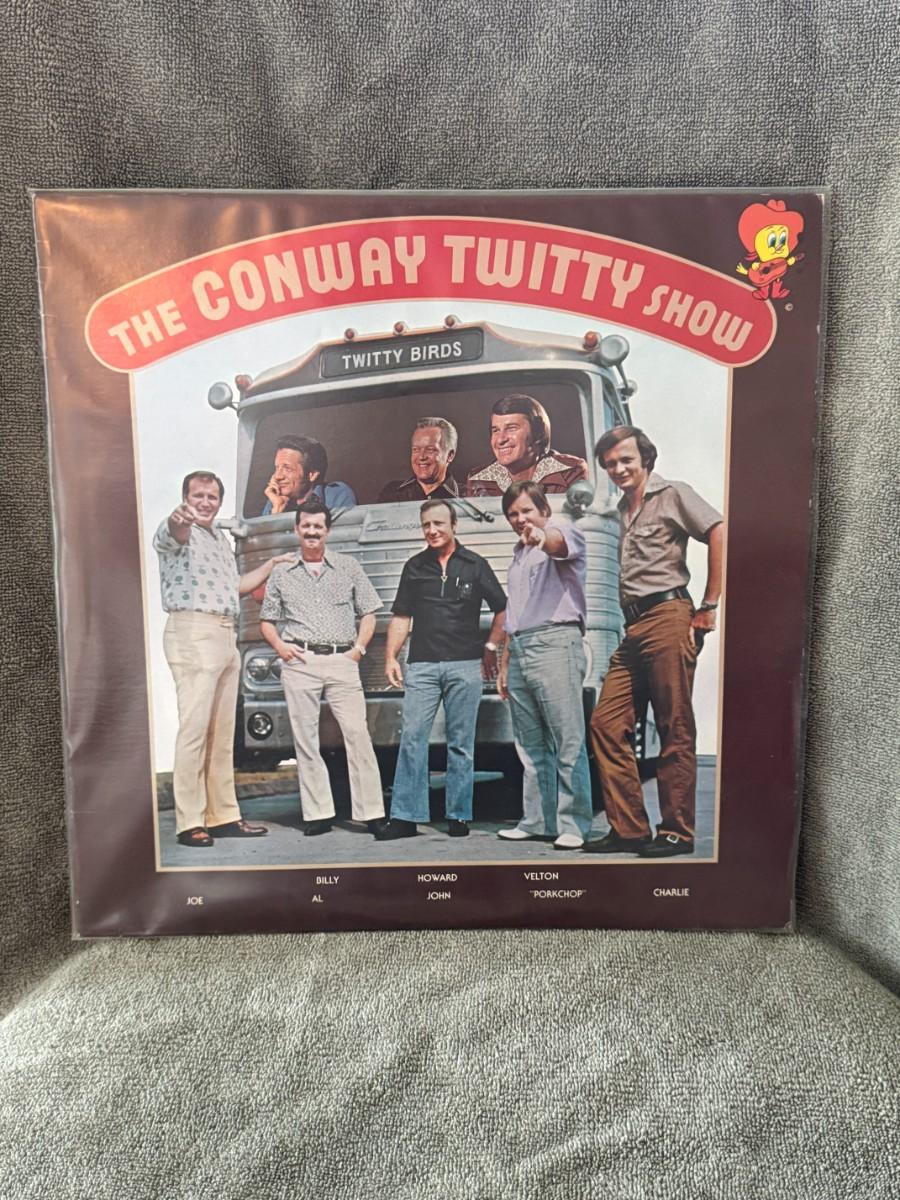 THE CONWAY TWITTY SHOW
©
TWITTY BIRDS
BILLY HOWARD VELTON
JOE AL JOHN "PORKCHOP" CHARLIE